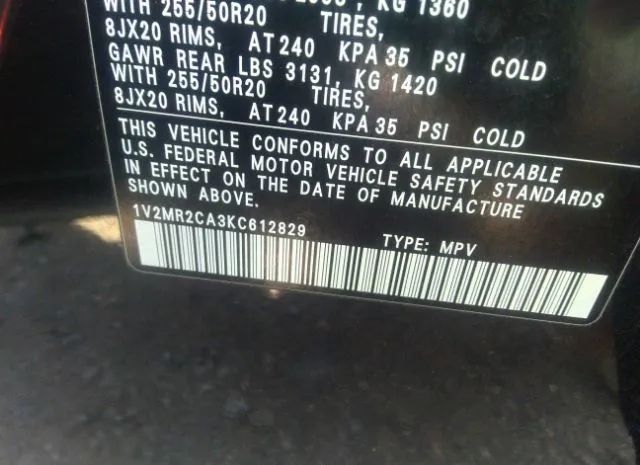 KG 1360
WITH 255/50R20 TIRES,
8JX20 RIMS, AT 240 KPA 35 PSI COLD
GAWR REAR LBS 3131, KG 1420
WITH 255/50R20 TIRES,
8JX20 RIMS, AT 240 KPA 35 PSI COLD
THIS VEHICLE CONFORMS TO ALL APPLICABLE
U.S. FEDERAL MOTOR VEHICLE SAFETY STANDARDS
IN EFFECT ON THE DATE OF MANUFACTURE
SHOWN ABOVE.
1V2MR2CA3KC612829 TYPE: MPV